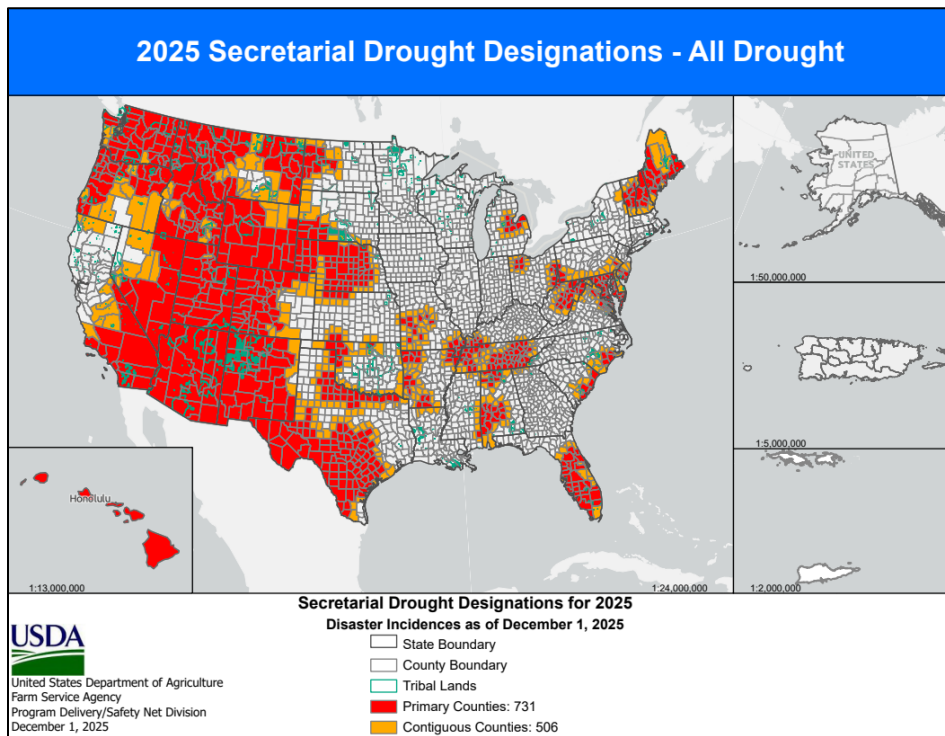 2025 Secretarial Drought Designations - All Drought
UNITED
STATES
1:50,000,000
1:5,000,000
Honolulu
1:13,000,000
1:24,000,000
1:2,000,000
Secretarial Drought Designations for 2025
Disaster Incidences as of December 1, 2025
USDA
United States Department of Agriculture
Farm Service Agency
Program Delivery/Safety Net Division
December 1, 2025
State Boundary
County Boundary
Tribal Lands
Primary Counties: 731
Contiguous Counties: 506